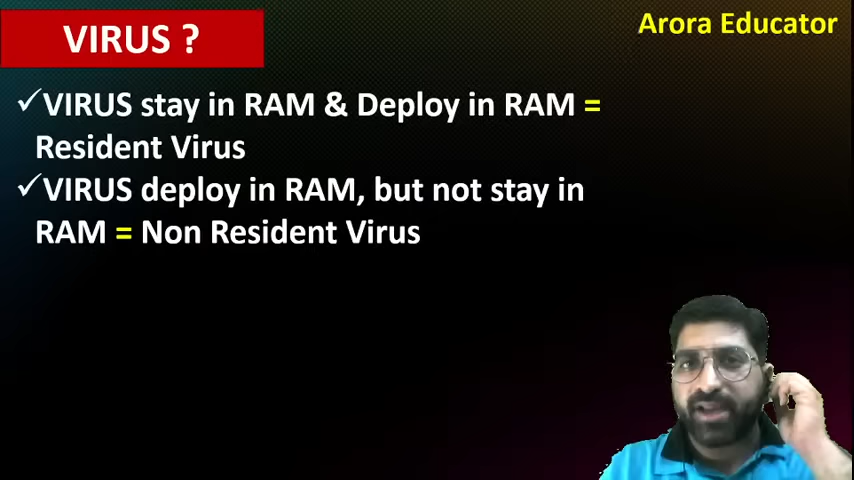 VIRUS ?
Arora Educator
✓VIRUS stay in RAM & Deploy in RAM =
Resident Virus
✓VIRUS deploy in RAM, but not stay in
RAM = Non Resident Virus